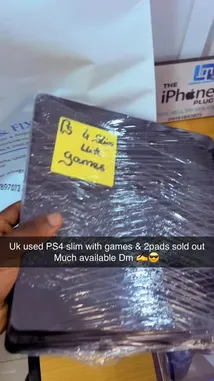 THE
iPhone
PLUG
4 Slim
with
games
Uk used PS4 slim with games & 2pads sold out
Much available Dm ✍️😎